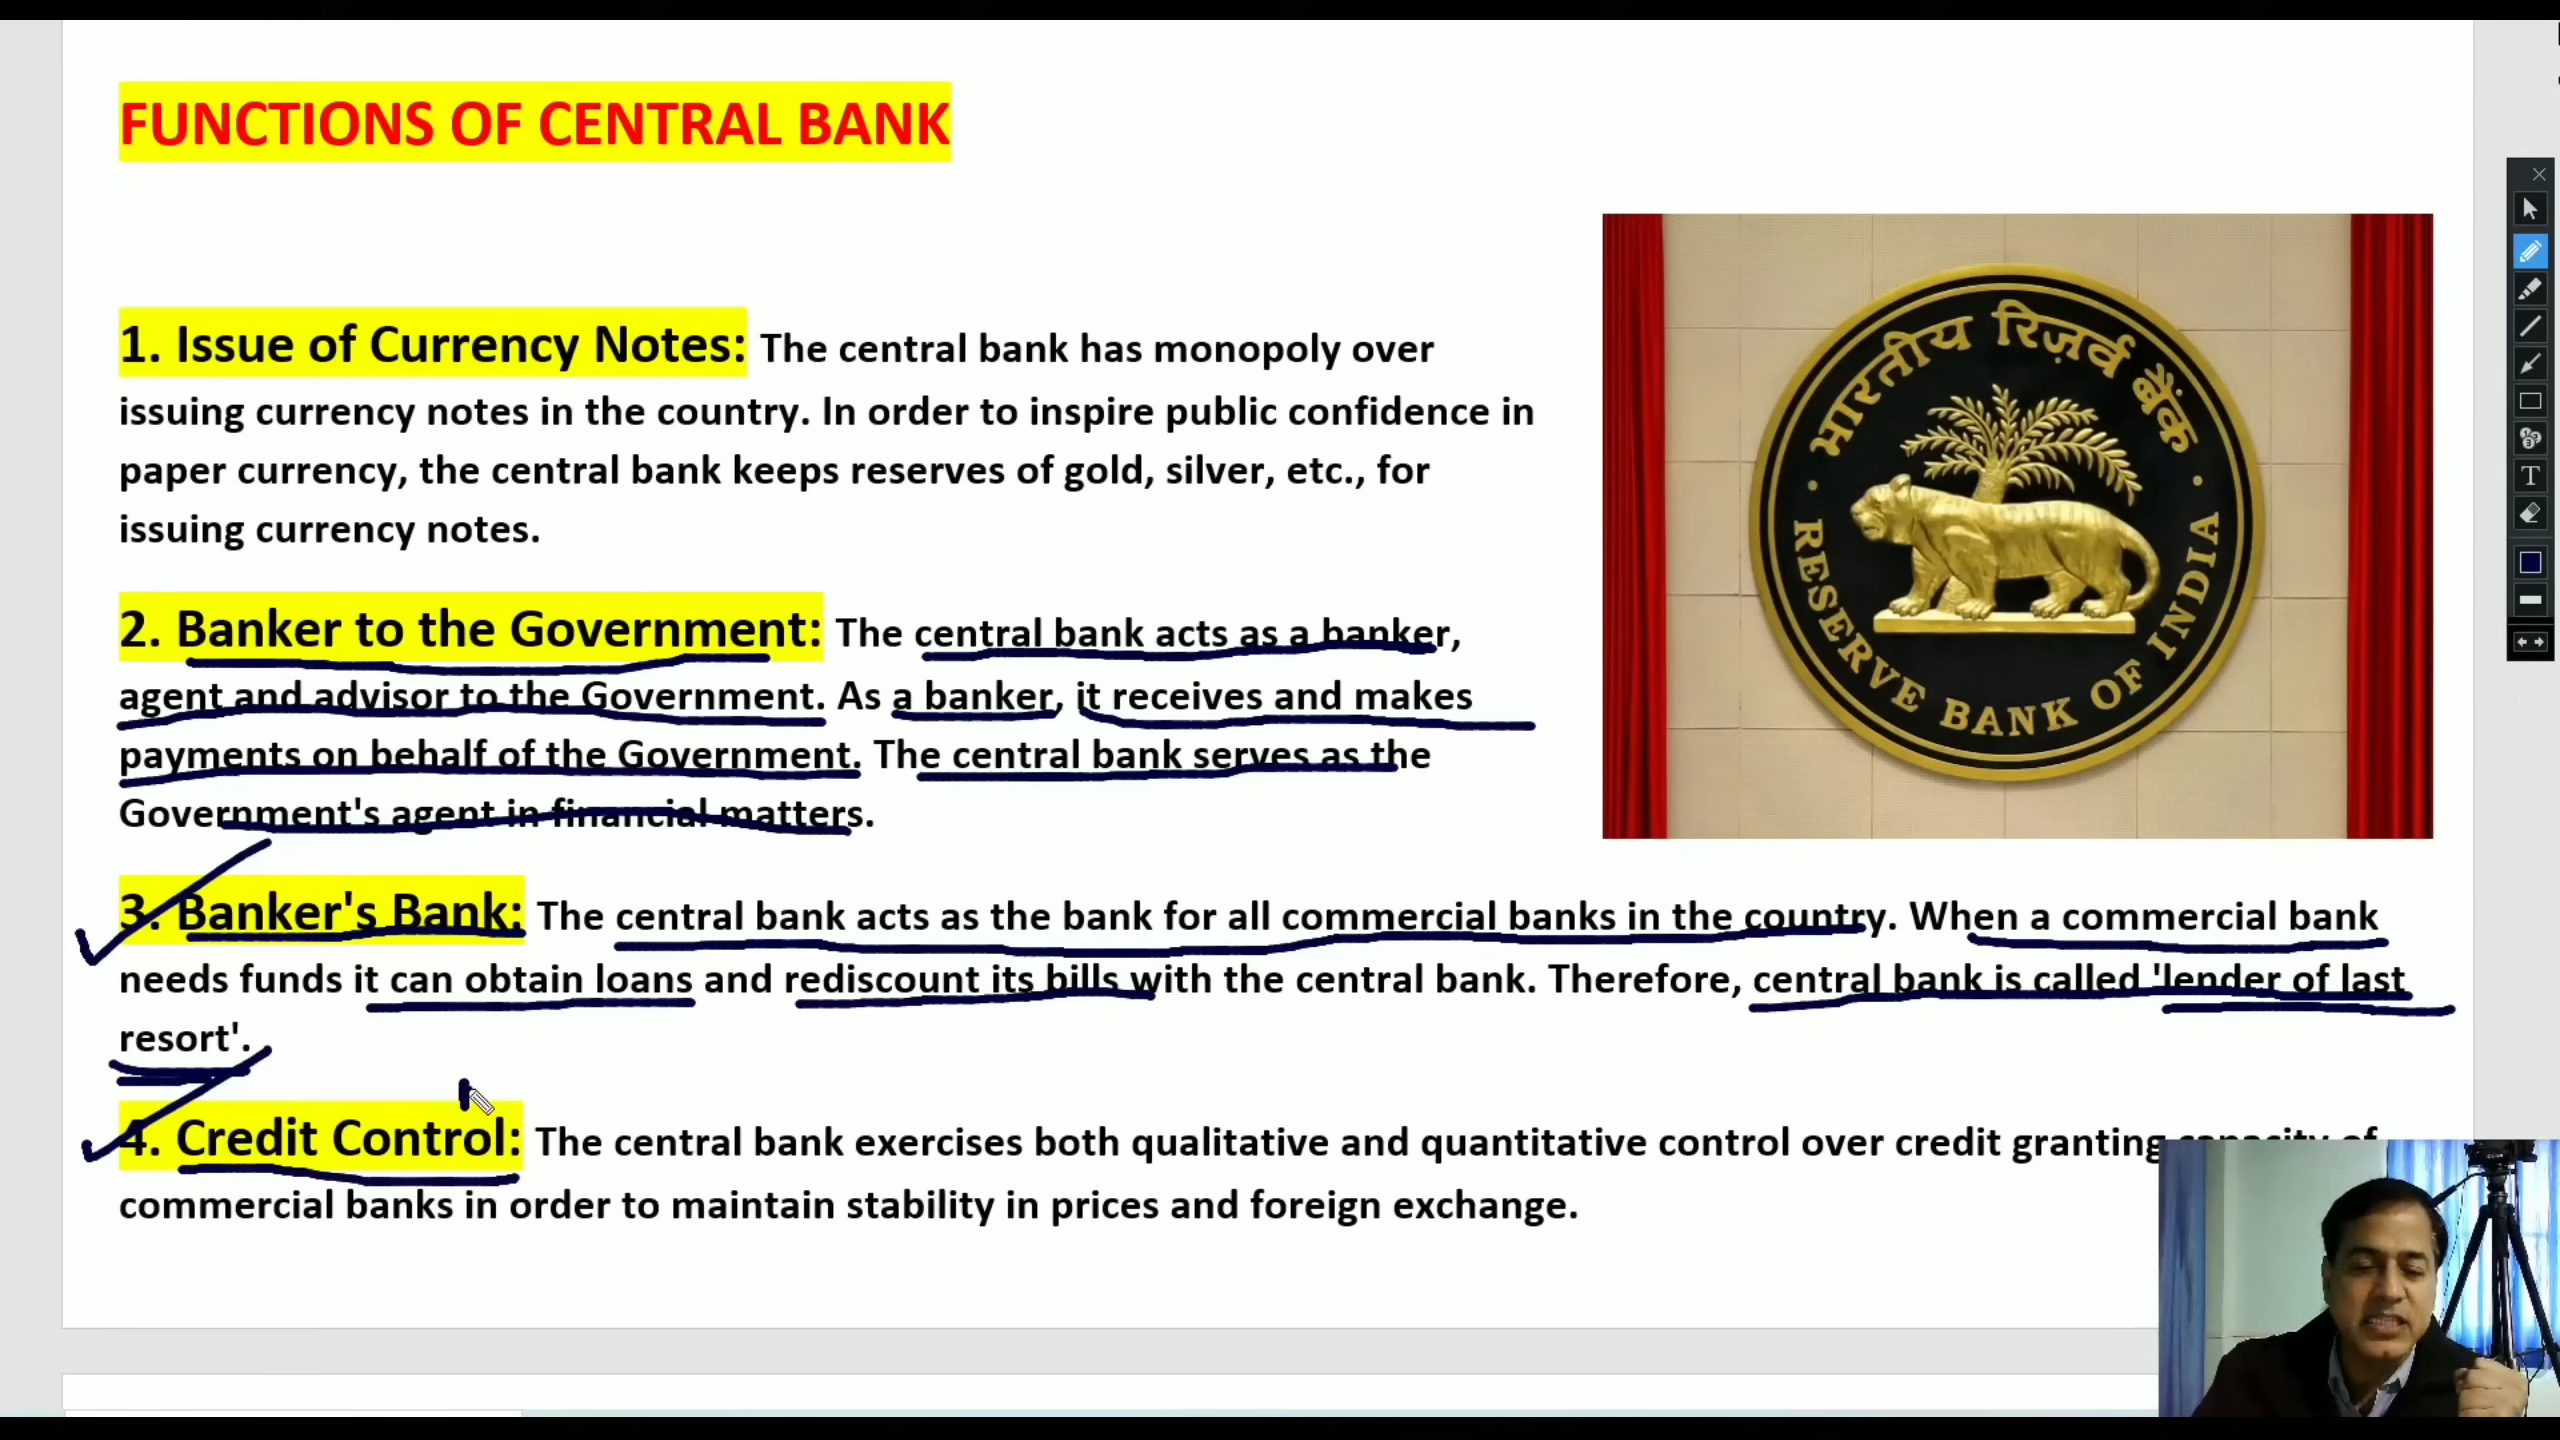 FUNCTIONS OF CENTRAL BANK
1. Issue of Currency Notes: The central bank has monopoly over
issuing currency notes in the country. In order to inspire public confidence in
paper currency, the central bank keeps reserves of gold, silver, etc., for
issuing currency notes.
2. Banker to the Government: The central bank acts as a banker,
agent and advisor to the Government. As a banker, it receives and makes
payments on behalf of the Government. The central bank serves as the
Government's agent in financial matters.
भारतीय रिज़र्व बैंक
RESERVE BANK OF INDIA
3. Banker's Bank: The central bank acts as the bank for all commercial banks in the country. When a commercial bank
needs funds it can obtain loans and rediscount its bills with the central bank. Therefore, central bank is called 'lender of last
resort'.
4. Credit Control: The central bank exercises both qualitative and quantitative control over credit granting capacity of
commercial banks in order to maintain stability in prices and foreign exchange.